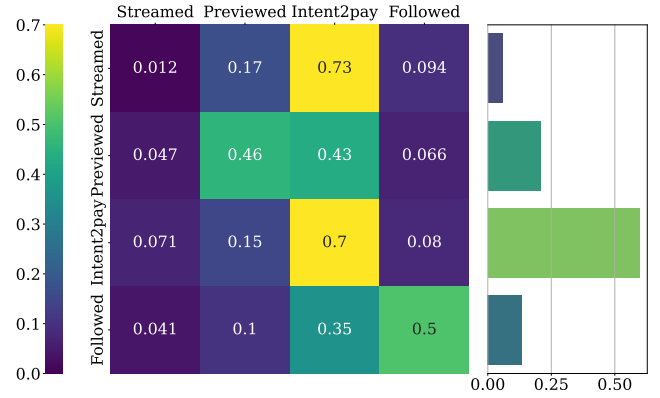 Streamed Previewed Intent2pay Followed
0.7
0.6
0.5
0.4
0.3
0.2
0.1
0.0
Streamed
Previewed
Intent2pay
Followed
0.012 0.17 0.73 0.094
0.047 0.46 0.43 0.066
0.071 0.15 0.7 0.08
0.041 0.1 0.35 0.5
0.00 0.25 0.50